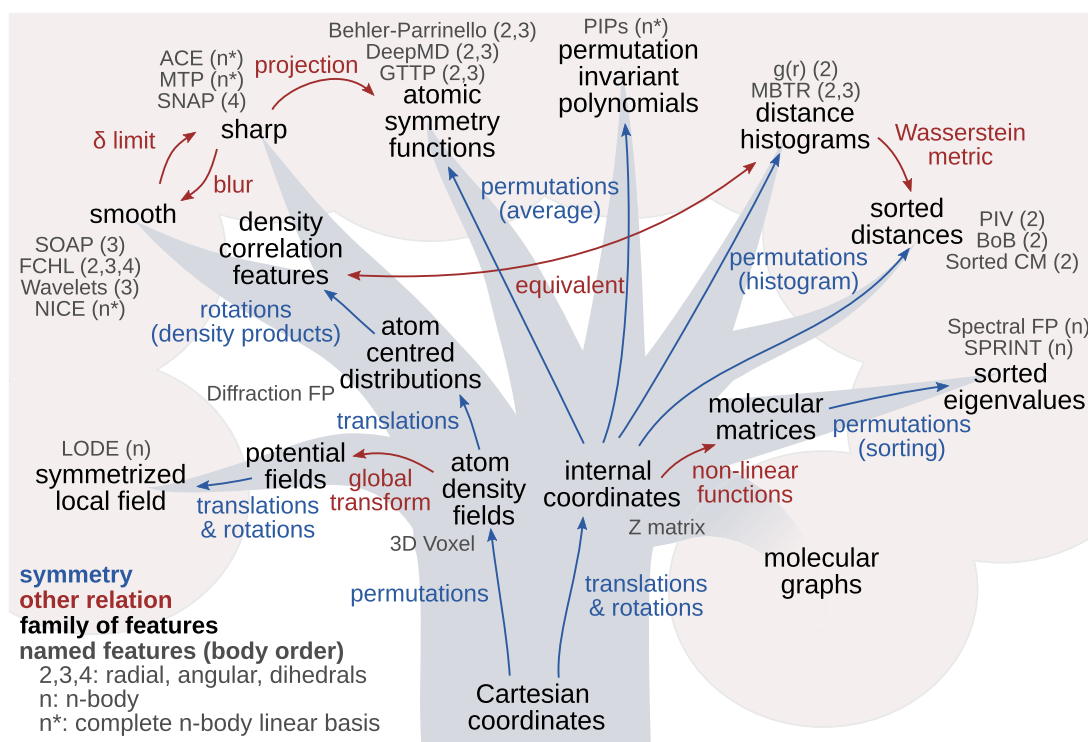 Behler-Parrinello (2,3)
DeepMD (2,3)
GTTP (2,3)
atomic
symmetry
functions
PIPs (n*)
permutation
invariant
polynomials
ACE (n*)
MTP (n*)
SNAP (4)
sharp
projection
g(r) (2)
MBTR (2,3)
distance
histograms
δ limit
blur
Wasserstein
metric
smooth
SOAP (3)
FCHL (2,3,4)
Wavelets (3)
NICE (n*)
density
correlation
features
permutations
(average)
sorted
distances
PIV (2)
BoB (2)
Sorted CM (2)
equivalent
permutations
(histogram)
rotations
(density products)
atom
centred
distributions
Spectral FP (n)
SPRINT (n)
sorted
eigenvalues
Diffraction FP
translations
molecular
matrices
permutations
(sorting)
LODE (n)
symmetrized
local field
potential
fields
global
transform
atom
density
fields
internal
coordinates
non-linear
functions
translations
& rotations
3D Voxel
Z matrix
molecular
graphs
permutations
translations
& rotations
symmetry
other relation
family of features
named features (body order)
2,3,4: radial, angular, dihedrals
n: n-body
n*: complete n-body linear basis
Cartesian
coordinates